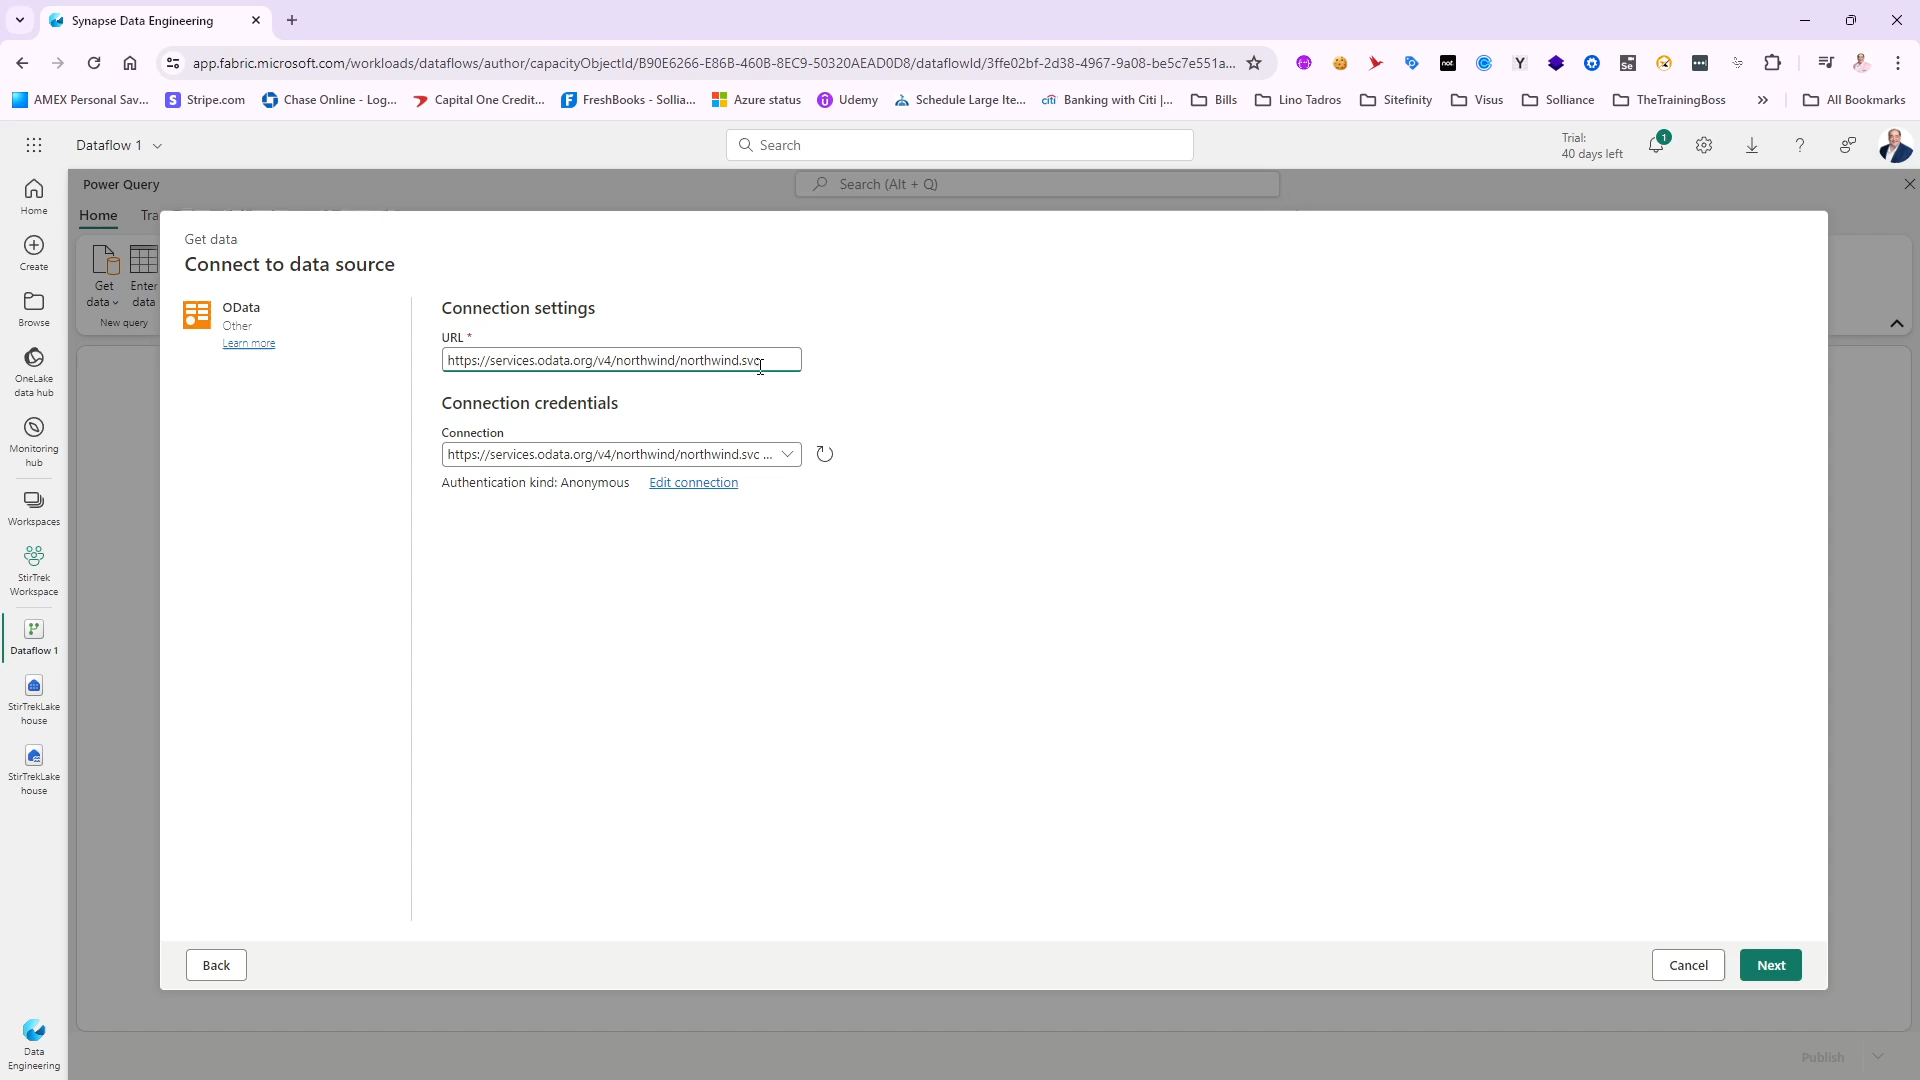 Synapse Data Engineering
app.fabric.microsoft.com/workloads/dataflows/author/capacityObjectId/B90E6266-E86B-460B-8EC9-50320AEAD0D8/dataflowId/3ffe02bf-2d38-4967-9a08-be5c7e551a...
not
Y
Se
AMEX Personal Sav...
S
Stripe.com
Chase Online - Log...
Capital One Credit...
FreshBooks - Sollia...
Azure status
Udemy
Schedule Large Ite...
citi
Banking with Citi |...
Bills
Lino Tadros
Sitefinity
Visus
Solliance
TheTrainingBoss
All Bookmarks
Dataflow 1
Search
Trial:
40 days left
1
Power Query
Search (Alt + Q)
Home
Tra
Get
data
Enter
data
New query
Home
Create
Browse
OneLake
data hub
Monitoring
hub
Workspaces
StirTrek
Workspace
Dataflow 1
StirTrekLake
house
StirTrekLake
house
Data
Engineering
Get data
Connect to data source
OData
Other
Learn more
Connection settings
URL *
https://services.odata.org/v4/northwind/northwind.svc
Connection credentials
Connection
https://services.odata.org/v4/northwind/northwind.svc ...
Authentication kind: Anonymous
Edit connection
Back
Cancel
Next
Publish